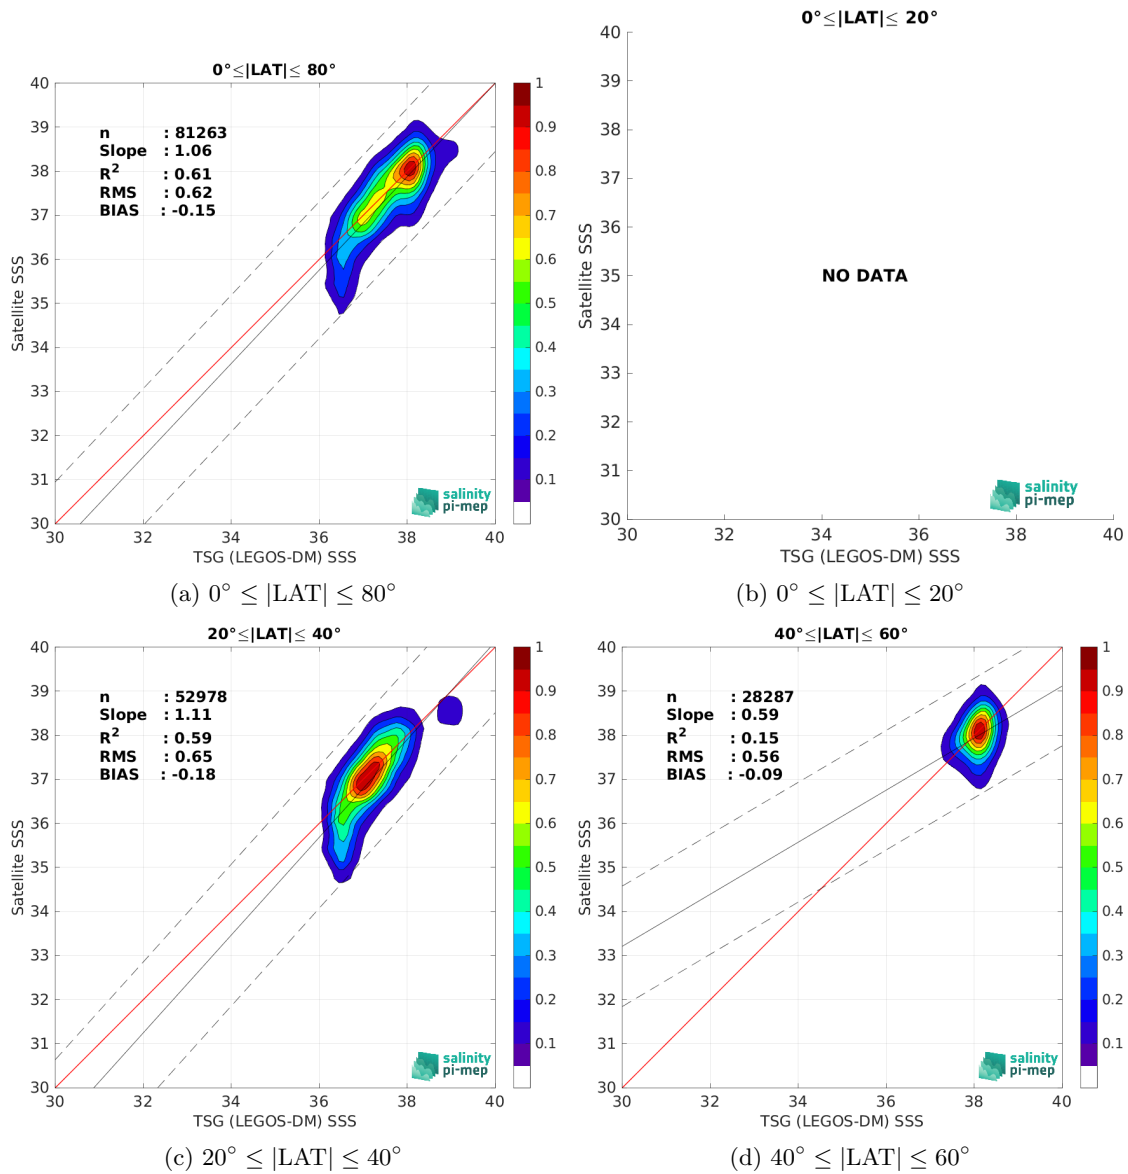 0°≤|LAT|≤ 80°
40
39
38
37
36
35
34
33
32
31
30
30
32
34
36
38
40
Satellite SSS
TSG (LEGOS-DM) SSS
n : 81263
Slope : 1.06
R² : 0.61
RMS : 0.62
BIAS : -0.15
1
0.9
0.8
0.7
0.6
0.5
0.4
0.3
0.2
0.1
salinity
pi-mep
(a) 0° ≤ |LAT| ≤ 80°
0°≤|LAT|≤ 20°
40
39
38
37
36
35
34
33
32
31
30
30
32
34
36
38
40
Satellite SSS
TSG (LEGOS-DM) SSS
NO DATA
salinity
pi-mep
(b) 0° ≤ |LAT| ≤ 20°
20°≤|LAT|≤ 40°
40
39
38
37
36
35
34
33
32
31
30
30
32
34
36
38
40
Satellite SSS
TSG (LEGOS-DM) SSS
n : 52978
Slope : 1.11
R² : 0.59
RMS : 0.65
BIAS : -0.18
1
0.9
0.8
0.7
0.6
0.5
0.4
0.3
0.2
0.1
salinity
pi-mep
(c) 20° ≤ |LAT| ≤ 40°
40°≤|LAT|≤ 60°
40
39
38
37
36
35
34
33
32
31
30
30
32
34
36
38
40
Satellite SSS
TSG (LEGOS-DM) SSS
n : 28287
Slope : 0.59
R² : 0.15
RMS : 0.56
BIAS : -0.09
1
0.9
0.8
0.7
0.6
0.5
0.4
0.3
0.2
0.1
salinity
pi-mep
(d) 40° ≤ |LAT| ≤ 60°